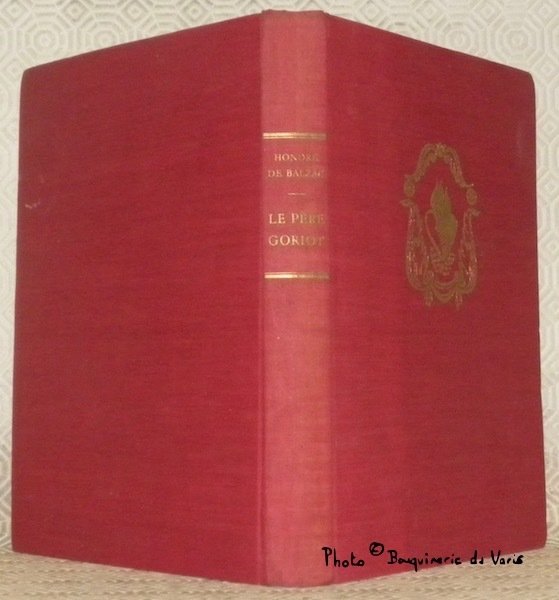 HONORÉ
DE BALZAC
LE PÈRE
GORIOT
Photo © Bouquinerie du Varis